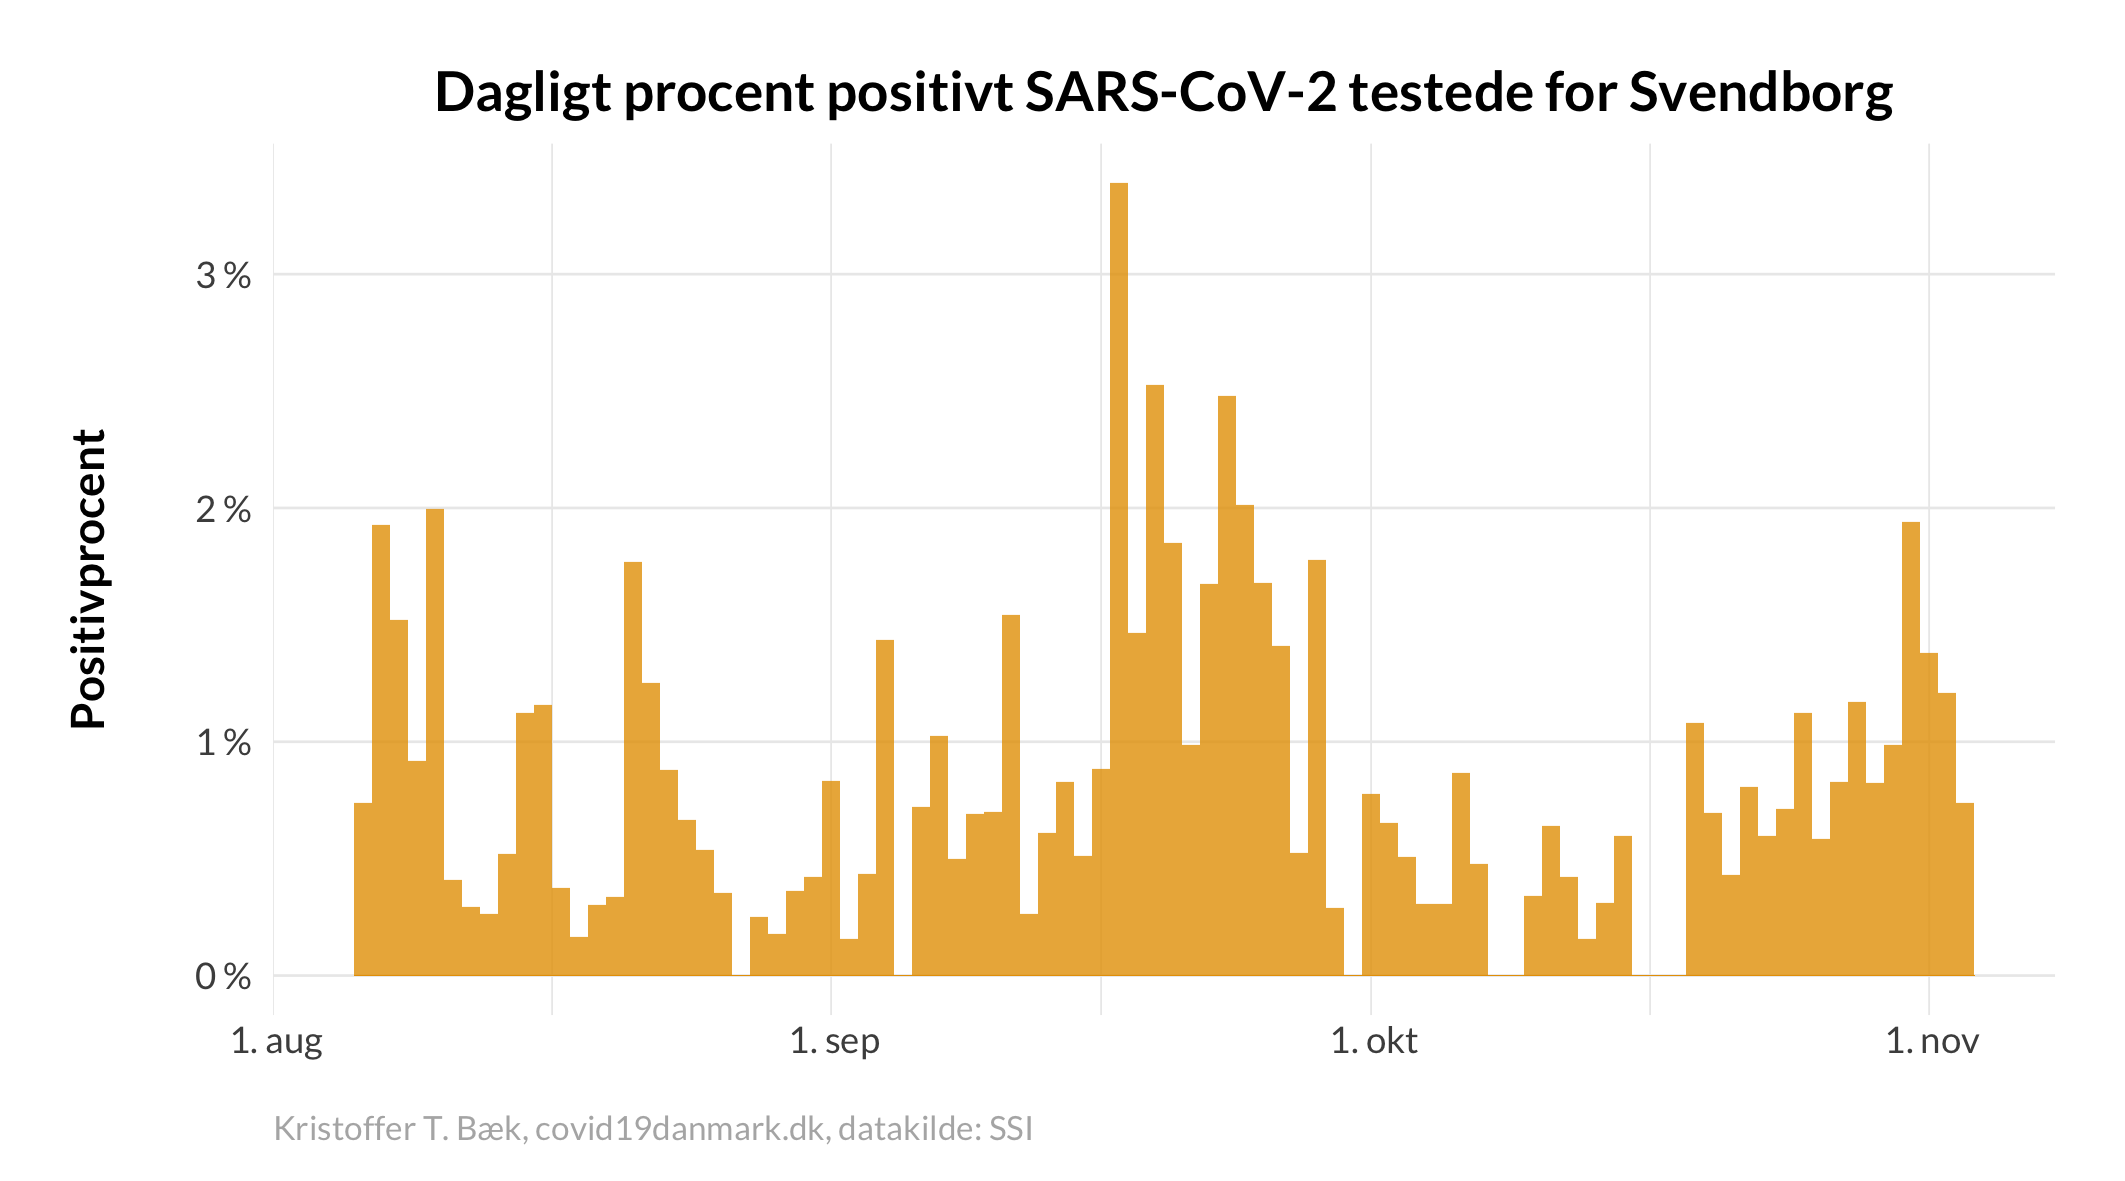 Dagligt procent positivt SARS-CoV-2 testede for Svendborg
Positivprocent
3 %
2 %
1 %
0 %
1. aug
1. sep
1. okt
1. nov
Kristoffer T. Bæk, covid19danmark.dk, datakilde: SSI